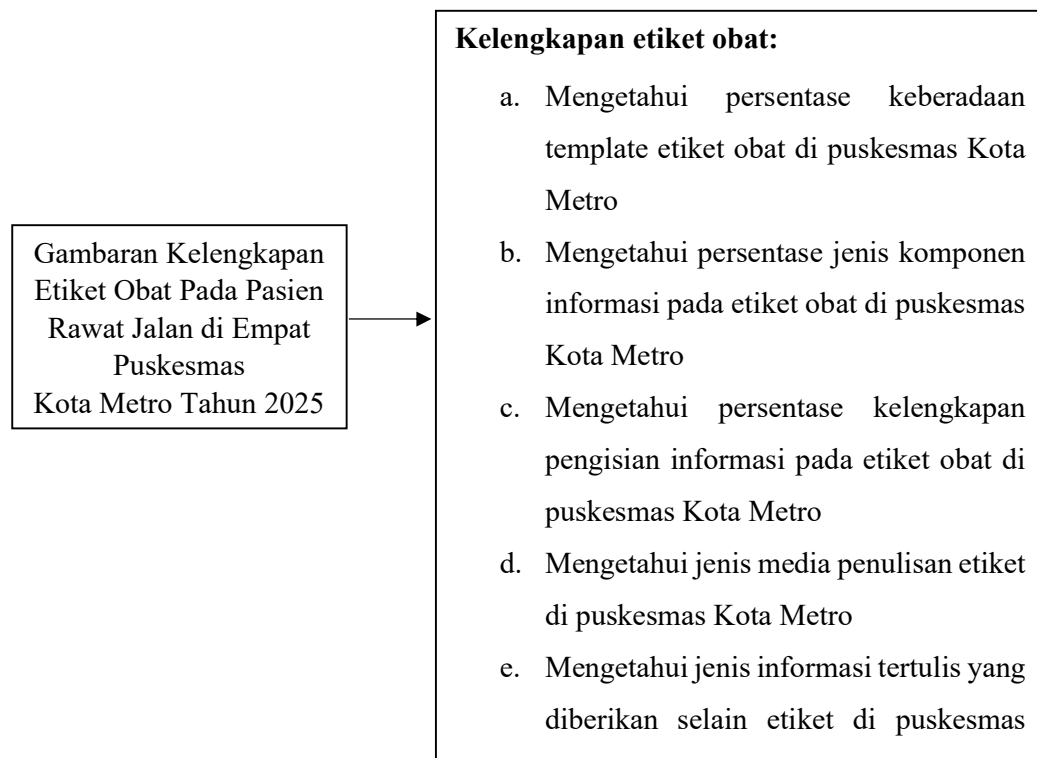 Gambaran Kelengkapan
Etiket Obat Pada Pasien
Rawat Jalan di Empat
Puskesmas
Kota Metro Tahun 2025
Kelengkapan etiket obat:
a. Mengetahui persentase keberadaan
template etiket obat di puskesmas Kota
Metro
b. Mengetahui persentase jenis komponen
informasi pada etiket obat di puskesmas
Kota Metro
c. Mengetahui persentase kelengkapan
pengisian informasi pada etiket obat di
puskesmas Kota Metro
d. Mengetahui jenis media penulisan etiket
di puskesmas Kota Metro
e. Mengetahui jenis informasi tertulis yang
diberikan selain etiket di puskesmas